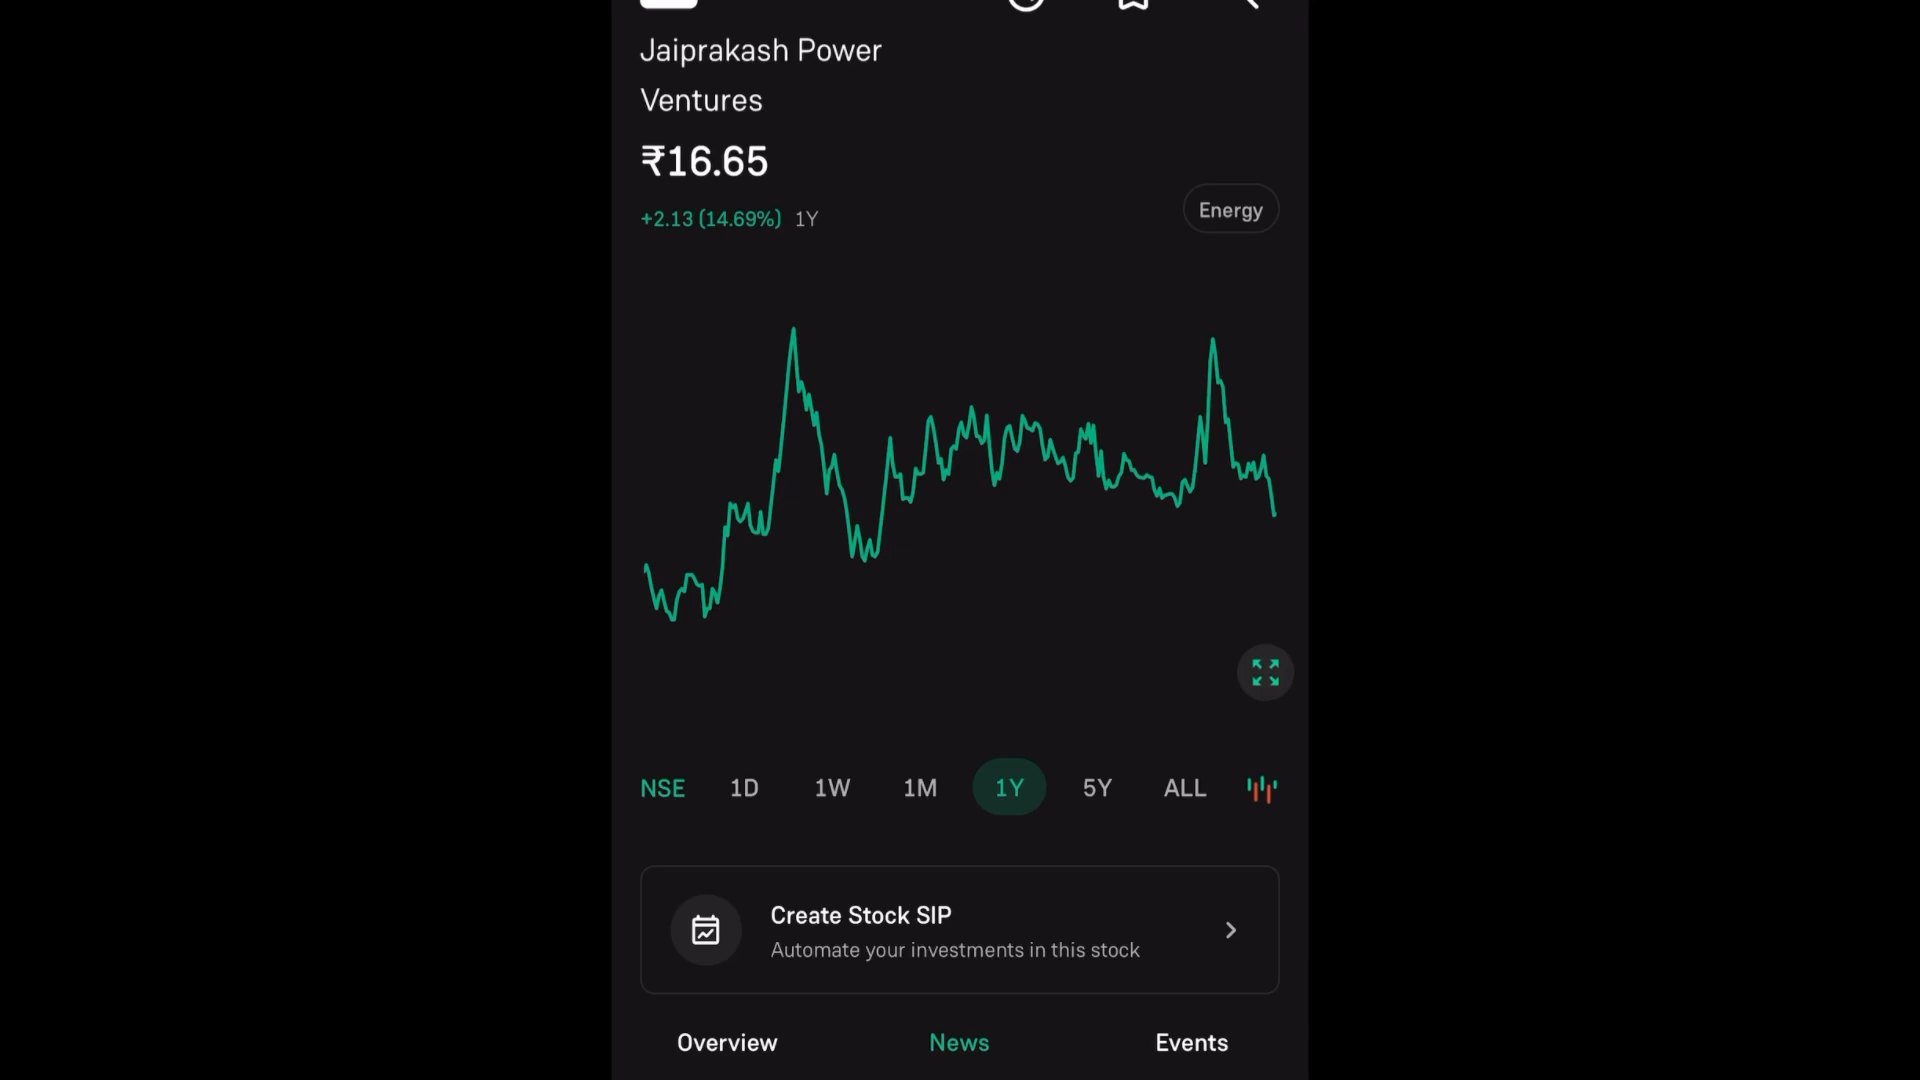 Jaiprakash Power
Ventures
₹16.65
+2.13 (14.69%) 1Y
Energy
NSE 1D 1W 1M 1Y 5Y ALL
Create Stock SIP
Automate your investments in this stock
Overview News Events